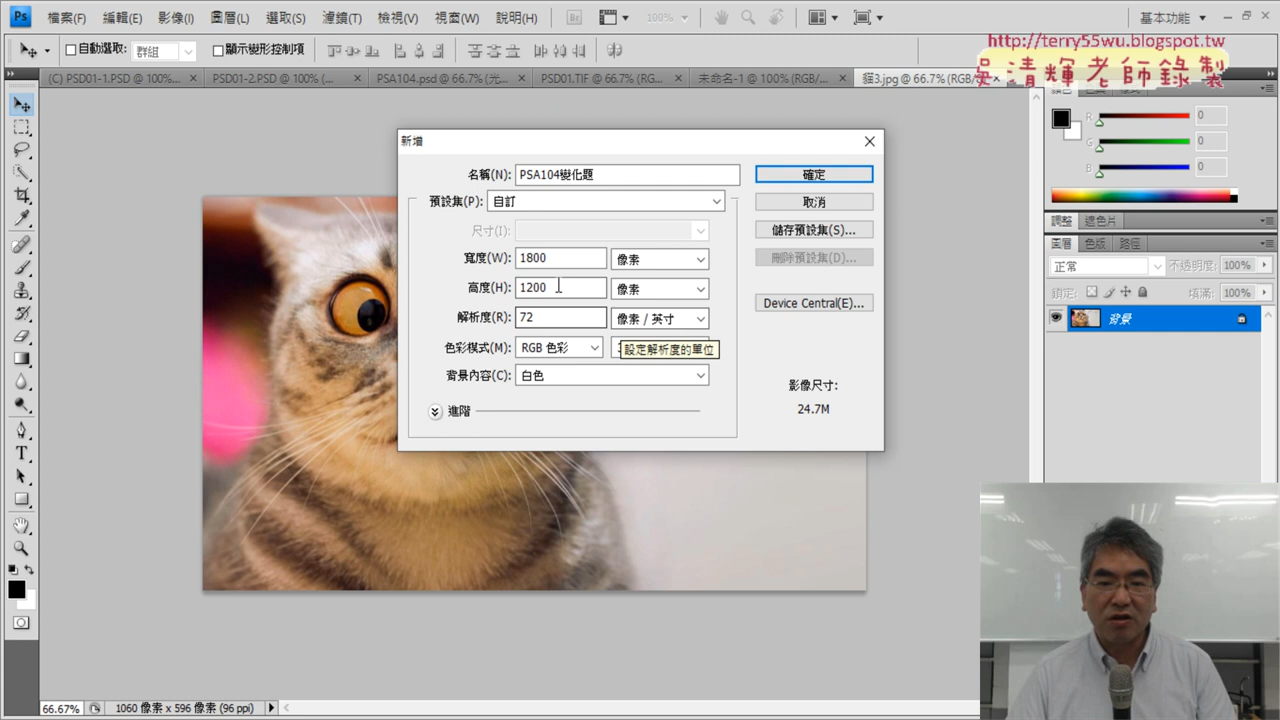 Ps 檔案(F) 編輯(E) 影像(I) 圖層(L) 選取(S) 濾鏡(T) 檢視(V) 視窗(W) 說明(H) Br 100% 基本功能
自動選取: 群組 顯示變形控制項
http://terry55wu.blogspot.tw
吳清輝老師錄製
(C) PSD01-1.PSD @ 100%... × PSD01-2.PSD @ 100% (... × PSA104.psd @ 66.7% (光... × PSD01.TIF @ 66.7% (RG... × 未命名-1 @ 100% (RGB/... × 貓3.jpg @ 66.7% (RGB/
R 0
G 0
B 0
新增
名稱(N): PSA104變化題 確定
預設集(P): 自訂 取消
尺寸(I): 儲存預設集(S)...
寬度(W): 1800 像素 刪除預設集(D)...
高度(H): 1200 像素
解析度(R): 72 像素 / 英寸 Device Central(E)...
色彩模式(M): RGB 色彩 設定解析度的單位
背景內容(C): 白色
進階
影像尺寸:
24.7M
調整 遮色片
圖層 色版 路徑
正常 不透明度: 100%
鎖定: 填滿: 100%
背景
66.67% 1060 像素 x 596 像素 (96 ppi)